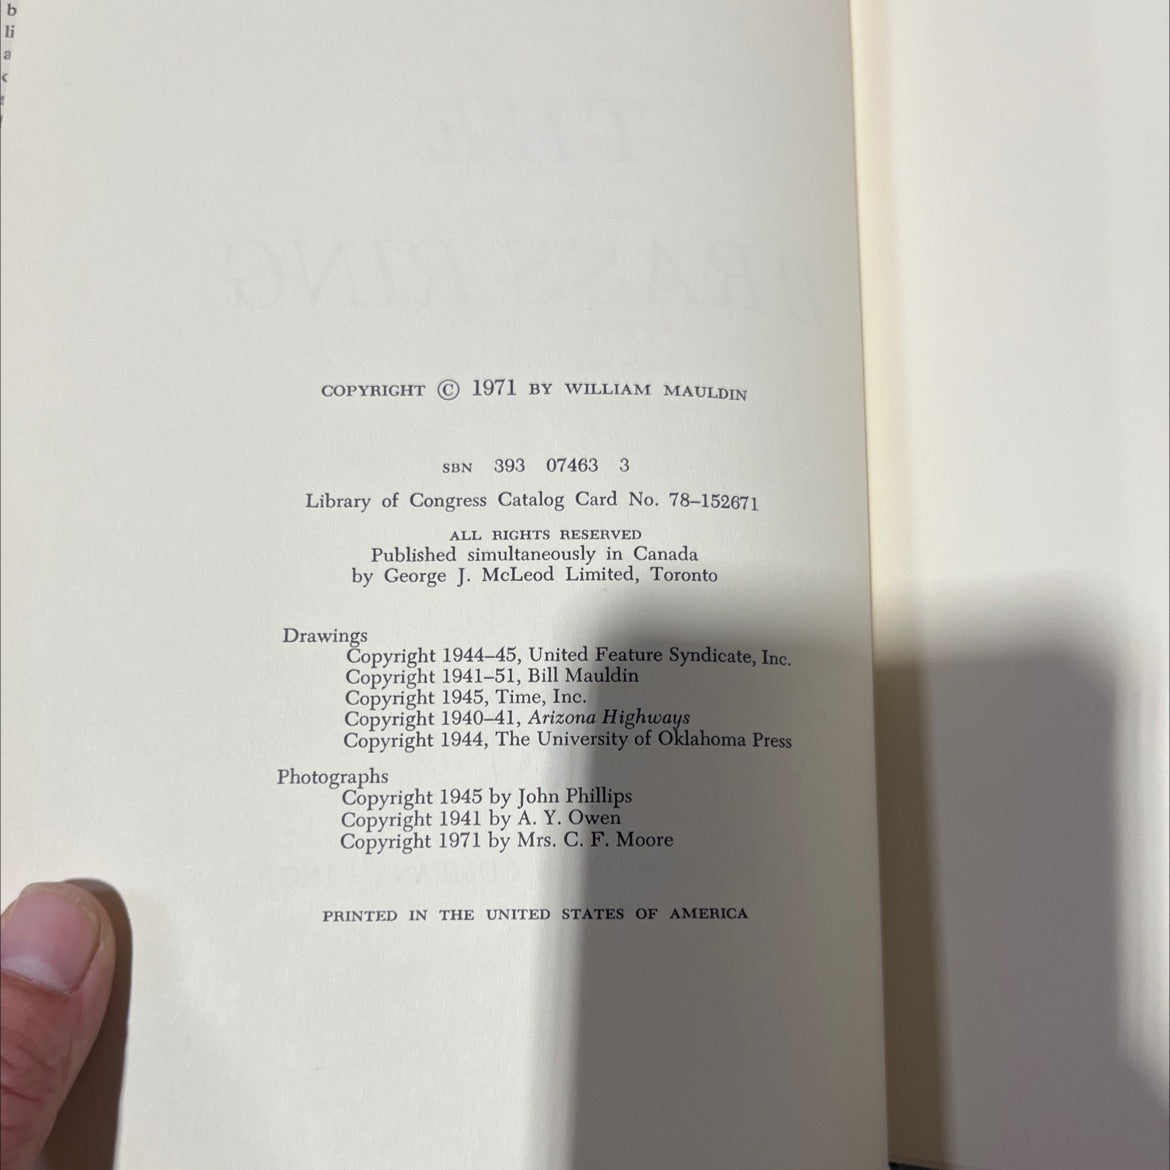 b
li
a
COPYRIGHT © 1971 BY WILLIAM MAULDIN
SBN 393 07463 3
Library of Congress Catalog Card No. 78–152671
ALL RIGHTS RESERVED
Published simultaneously in Canada
by George J. McLeod Limited, Toronto
Drawings
Copyright 1944–45, United Feature Syndicate, Inc.
Copyright 1941–51, Bill Mauldin
Copyright 1945, Time, Inc.
Copyright 1940–41, Arizona Highways
Copyright 1944, The University of Oklahoma Press
Photographs
Copyright 1945 by John Phillips
Copyright 1941 by A. Y. Owen
Copyright 1971 by Mrs. C. F. Moore
PRINTED IN THE UNITED STATES OF AMERICA